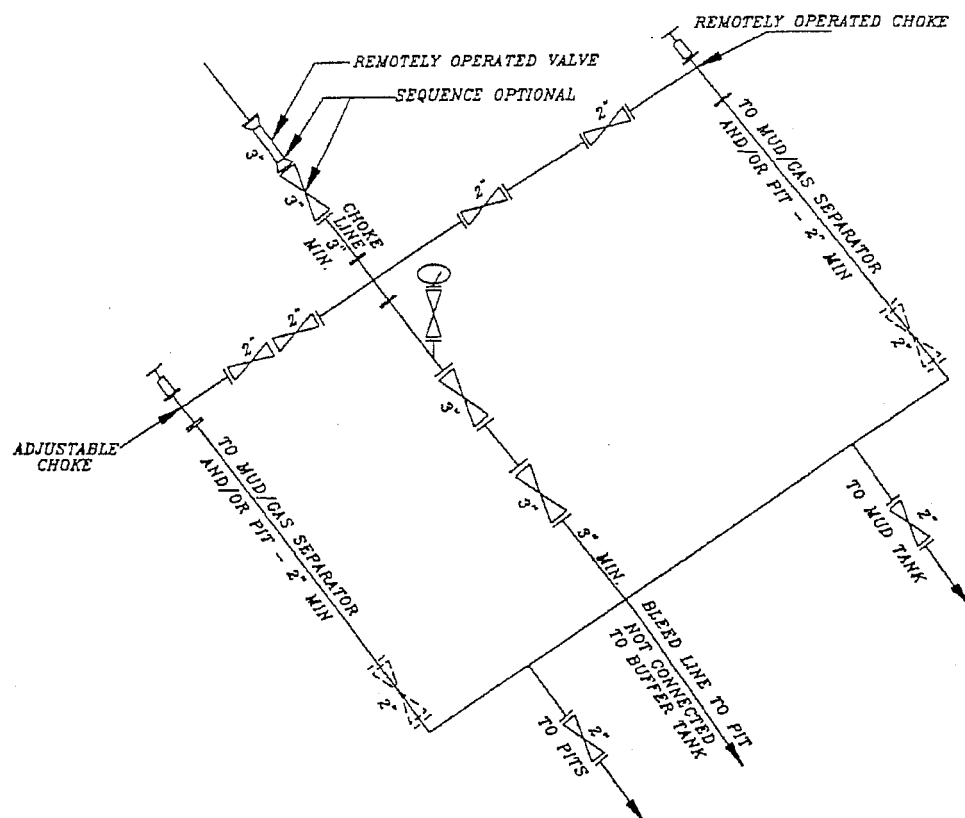 REMOTELY OPERATED CHOKE
REMOTELY OPERATED VALVE
SEQUENCE OPTIONAL
3"
3"
CHOKE
LINE
3"
MIN.
2"
2"
TO MUD/GAS SEPARATOR
AND/OR PIT - 2" MIN
2"
2"
2"
3"
3"
3" MIN.
ADJUSTABLE
CHOKE
TO MUD/GAS SEPARATOR
AND/OR PIT - 2" MIN
2"
2"
TO MUD TANK
BLEED LINE TO PIT
NOT CONNECTED
TO BUFFER TANK
2"
TO PITS